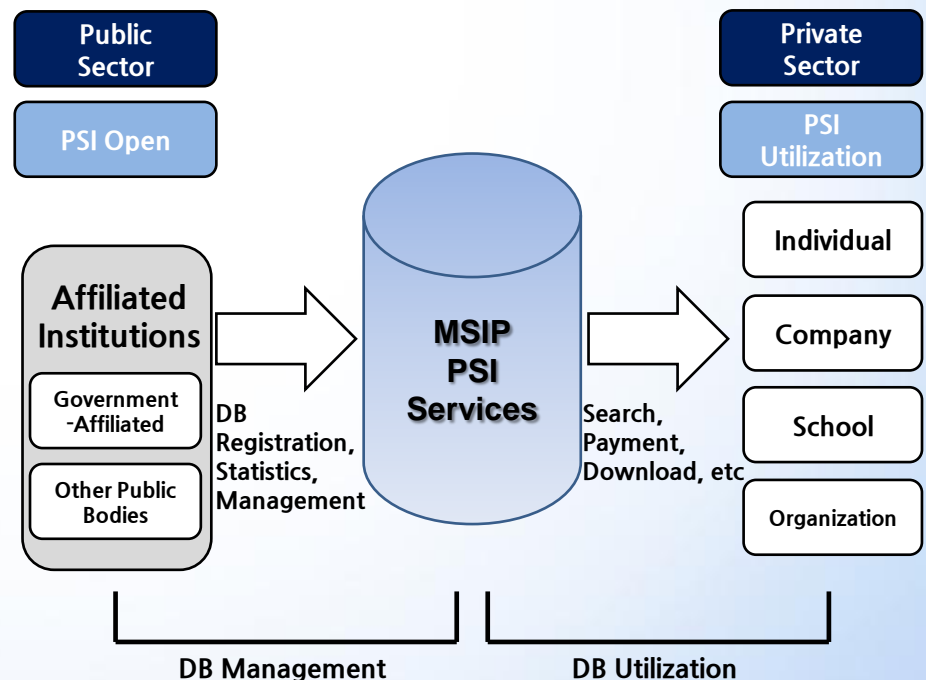 Public
Sector
Private
Sector
PSI Open
PSI
Utilization
Affiliated
Institutions
Government
-Affiliated
Other Public
Bodies
DB
Registration,
Statistics,
Management
MSIP
PSI
Services
Search,
Payment,
Download, etc
Individual
Company
School
Organization
DB Management
DB Utilization